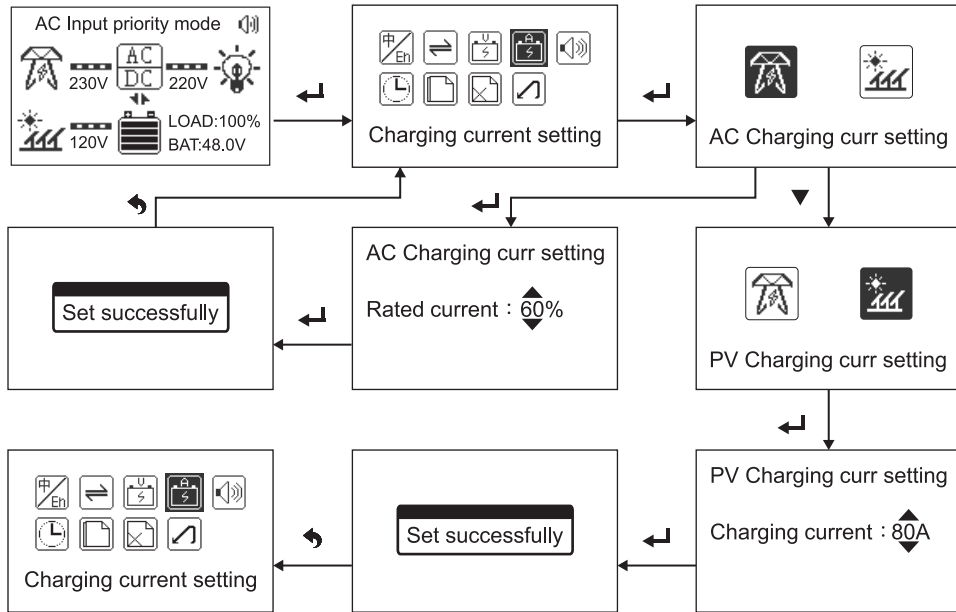 AC Input priority mode
AC
DC
230V
220V
120V
LOAD:100%
BAT:48.0V
中/En
U
A
Charging current setting
AC Charging curr setting
Set successfully
AC Charging curr setting
Rated current：60%
PV Charging curr setting
中/En
U
A
Charging current setting
Set successfully
PV Charging curr setting
Charging current：80A